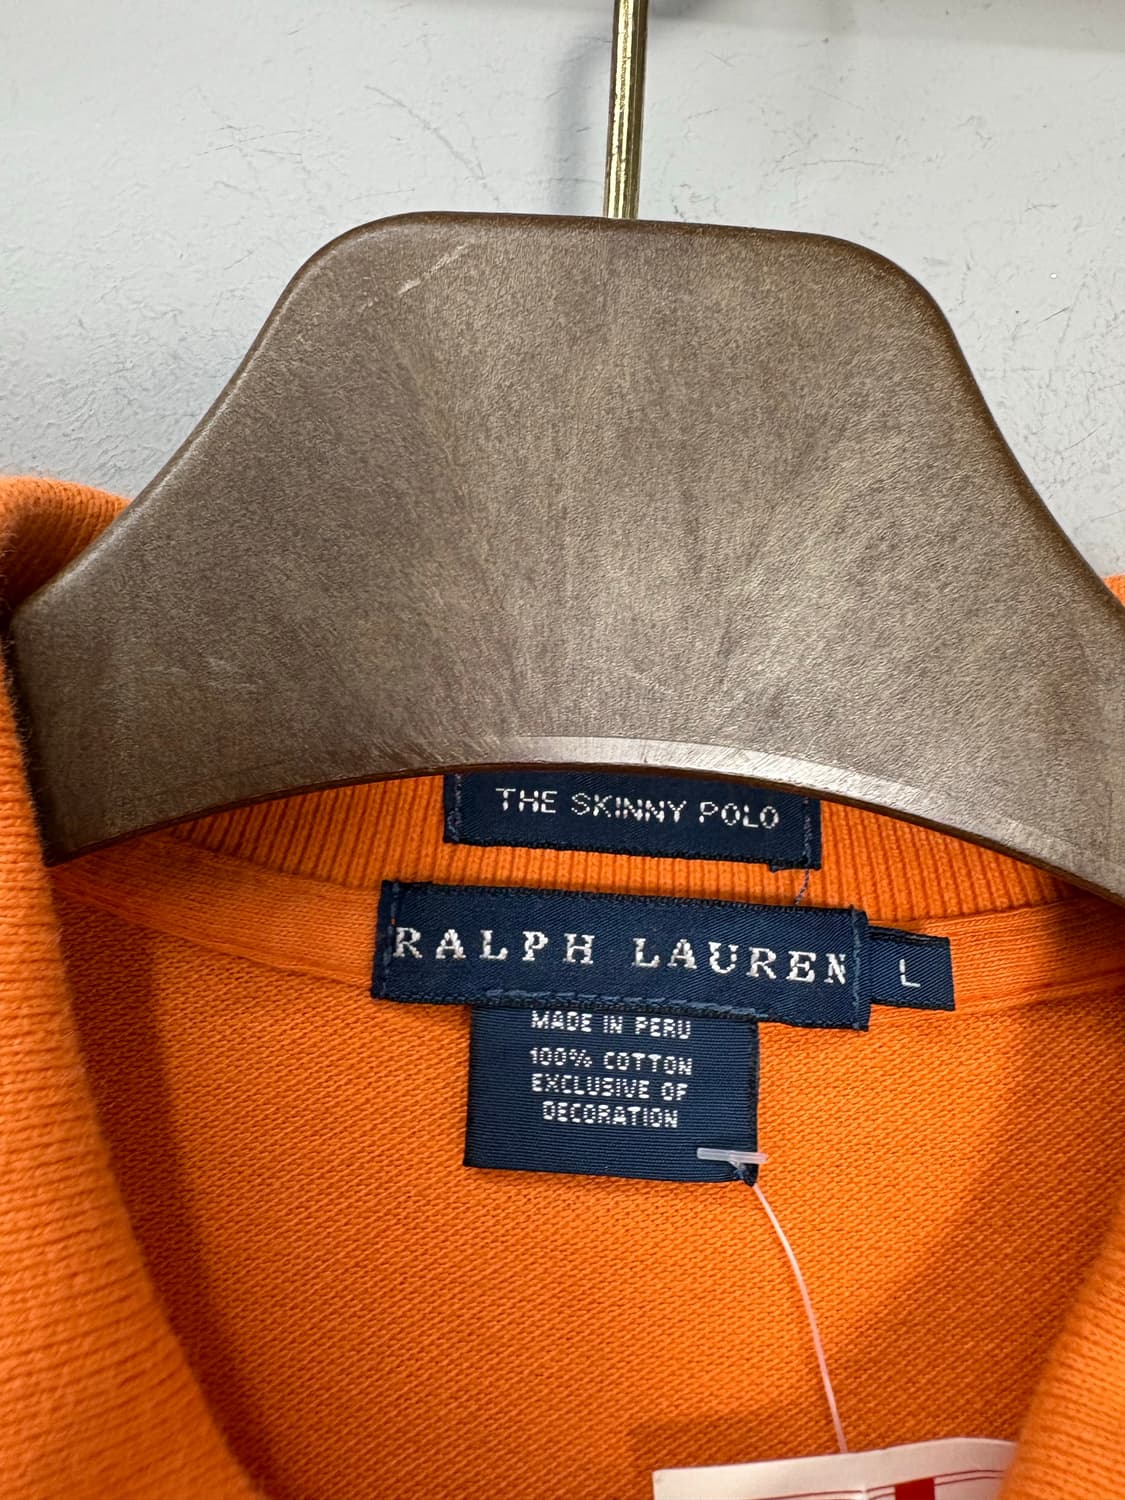 THE SKINNY POLO
RALPH LAUREN
L
MADE IN PERU
100% COTTON
EXCLUSIVE OF
DECORATION